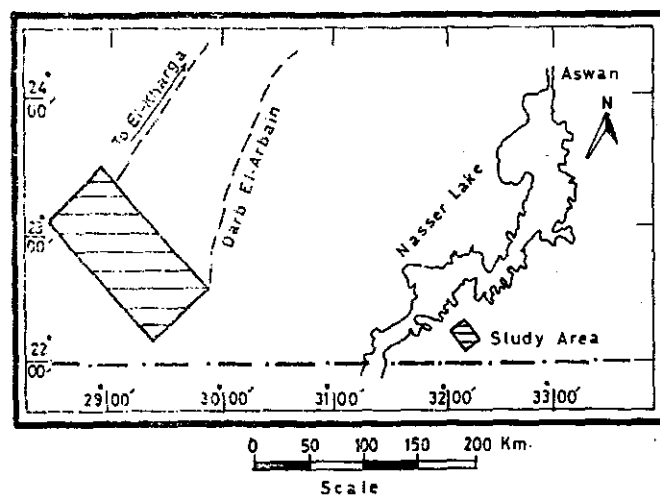 24°
00'
To El-Kharga
Darb El-Arbain
Aswan
N
Nasser Lake
00'
Study Area
22°
00'
29°00' 30°00' 31°00' 32°00' 33°00'
0 50 100 150 200 Km.
Scale